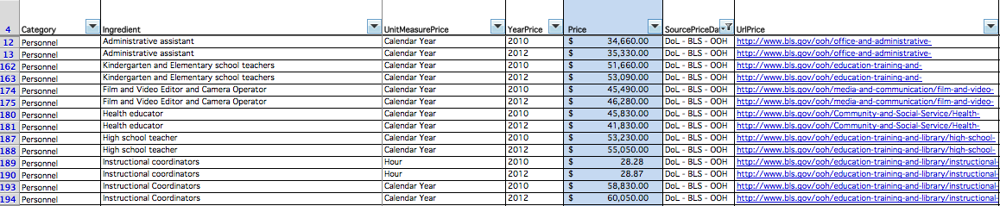 4 Category Ingredient UnitMeasurePrice YearPrice Price SourcePriceDa UrlPrice
12 Personnel Administrative assistant Calendar Year 2010 $ 34,660.00 DoL - BLS - OOH http://www.bls.gov/ooh/office-and-administrative-
13 Personnel Administrative assistant Calendar Year 2012 $ 35,330.00 DoL - BLS - OOH http://www.bls.gov/ooh/office-and-administrative-
162 Personnel Kindergarten and Elementary school teachers Calendar Year 2010 $ 51,660.00 DoL - BLS - OOH http://www.bls.gov/ooh/education-training-and-
163 Personnel Kindergarten and Elementary school teachers Calendar Year 2012 $ 53,090.00 DoL - BLS - OOH http://www.bls.gov/ooh/education-training-and-
174 Personnel Film and Video Editor and Camera Operator Calendar Year 2010 $ 45,490.00 DoL - BLS - OOH http://www.bls.gov/ooh/media-and-communication/film-and-video-
175 Personnel Film and Video Editor and Camera Operator Calendar Year 2012 $ 46,280.00 DoL - BLS - OOH http://www.bls.gov/ooh/media-and-communication/film-and-video-
180 Personnel Health educator Calendar Year 2010 $ 45,830.00 DoL - BLS - OOH http://www.bls.gov/ooh/Community-and-Social-Service/Health-
181 Personnel Health educator Calendar Year 2012 $ 41,830.00 DoL - BLS - OOH http://www.bls.gov/ooh/Community-and-Social-Service/Health-
187 Personnel High school teacher Calendar Year 2010 $ 53,230.00 DoL - BLS - OOH http://www.bls.gov/ooh/education-training-and-library/high-school-
188 Personnel High school teacher Calendar Year 2012 $ 55,050.00 DoL - BLS - OOH http://www.bls.gov/ooh/education-training-and-library/high-school-
189 Personnel Instructional coordinators Hour 2010 $ 28.28 DoL - BLS - OOH http://www.bls.gov/ooh/education-training-and-library/instructional-
190 Personnel Instructional coordinators Hour 2012 $ 28.87 DoL - BLS - OOH http://www.bls.gov/ooh/education-training-and-library/instructional-
193 Personnel Instructional Coordinators Calendar Year 2010 $ 58,830.00 DoL - BLS - OOH http://www.bls.gov/ooh/education-training-and-library/instructional-
194 Personnel Instructional Coordinators Calendar Year 2012 $ 60,050.00 DoL - BLS - OOH http://www.bls.gov/ooh/education-training-and-library/instructional-